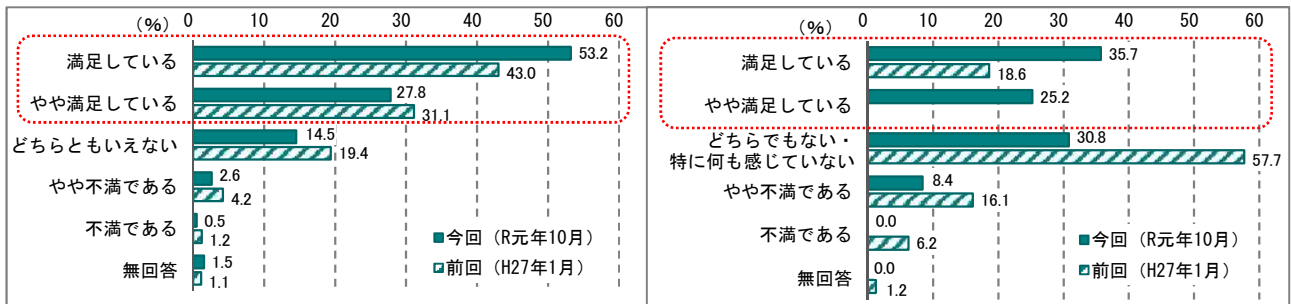 0 10 20 30 40 50 60
(%)
満足している
53.2
43.0
やや満足している
27.8
31.1
どちらともいえない
14.5
19.4
やや不満である
2.6
4.2
不満である
0.5
1.2
無回答
1.5
1.1
■今回（R元年10月）
前回（H27年1月）
0 10 20 30 40 50 60
(%)
満足している
35.7
18.6
やや満足している
25.2
どちらでもない・
特に何も感じていない
30.8
57.7
やや不満である
8.4
16.1
不満である
0.0
6.2
無回答
0.0
1.2
■今回（R元年10月）
前回（H27年1月）